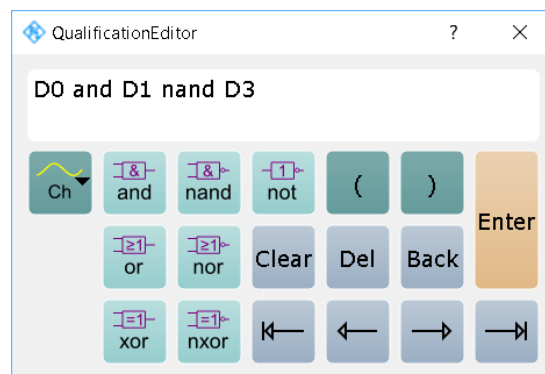 QualificationEditor ?
D0 and D1 nand D3
& & 1
Ch and nand not ( ) Enter
≥1 ≥1
or nor Clear Del Back
=1 =1
xor nxor